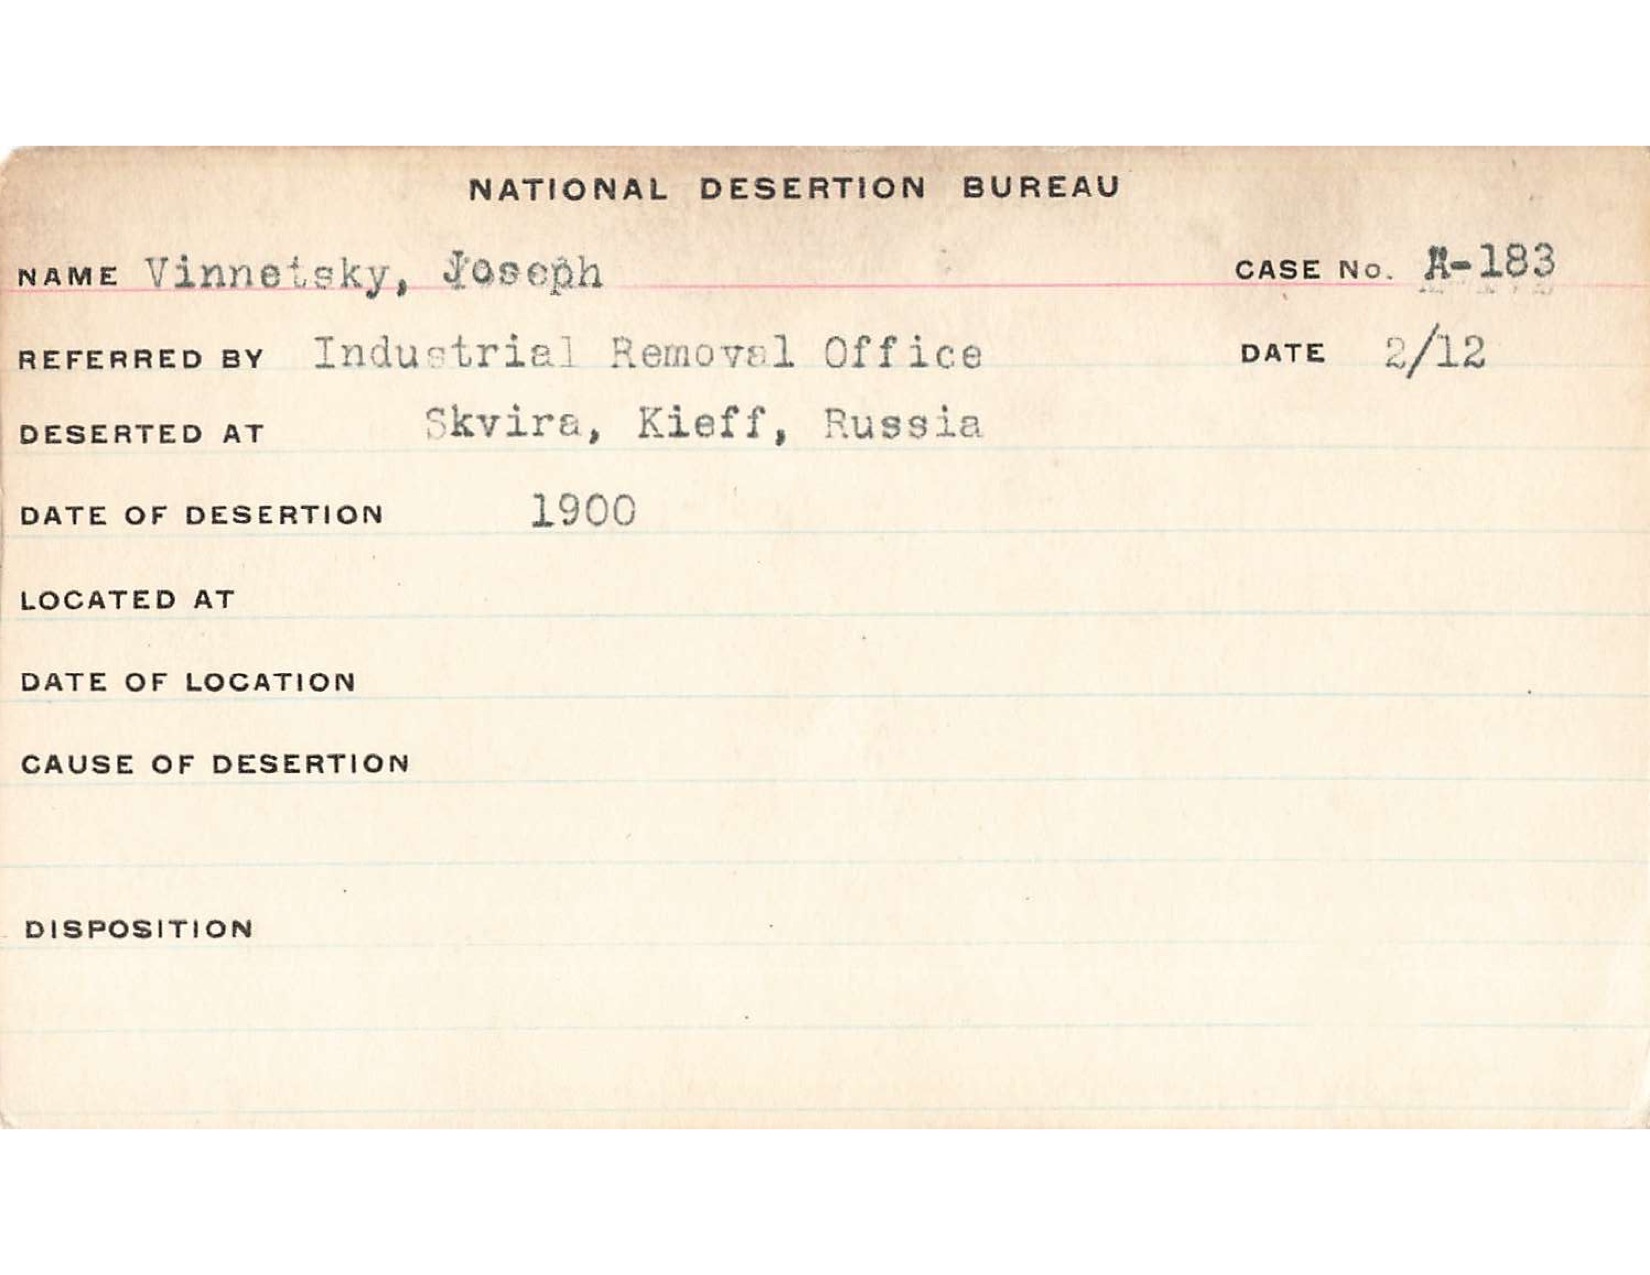 NATIONAL DESERTION BUREAU
NAME Vinnetsky, Joseph CASE No. A-183
REFERRED BY Industrial Removal Office DATE 2/12
DESERTED AT Skvira, Kieff, Russia
DATE OF DESERTION 1900
LOCATED AT
DATE OF LOCATION
CAUSE OF DESERTION
DISPOSITION